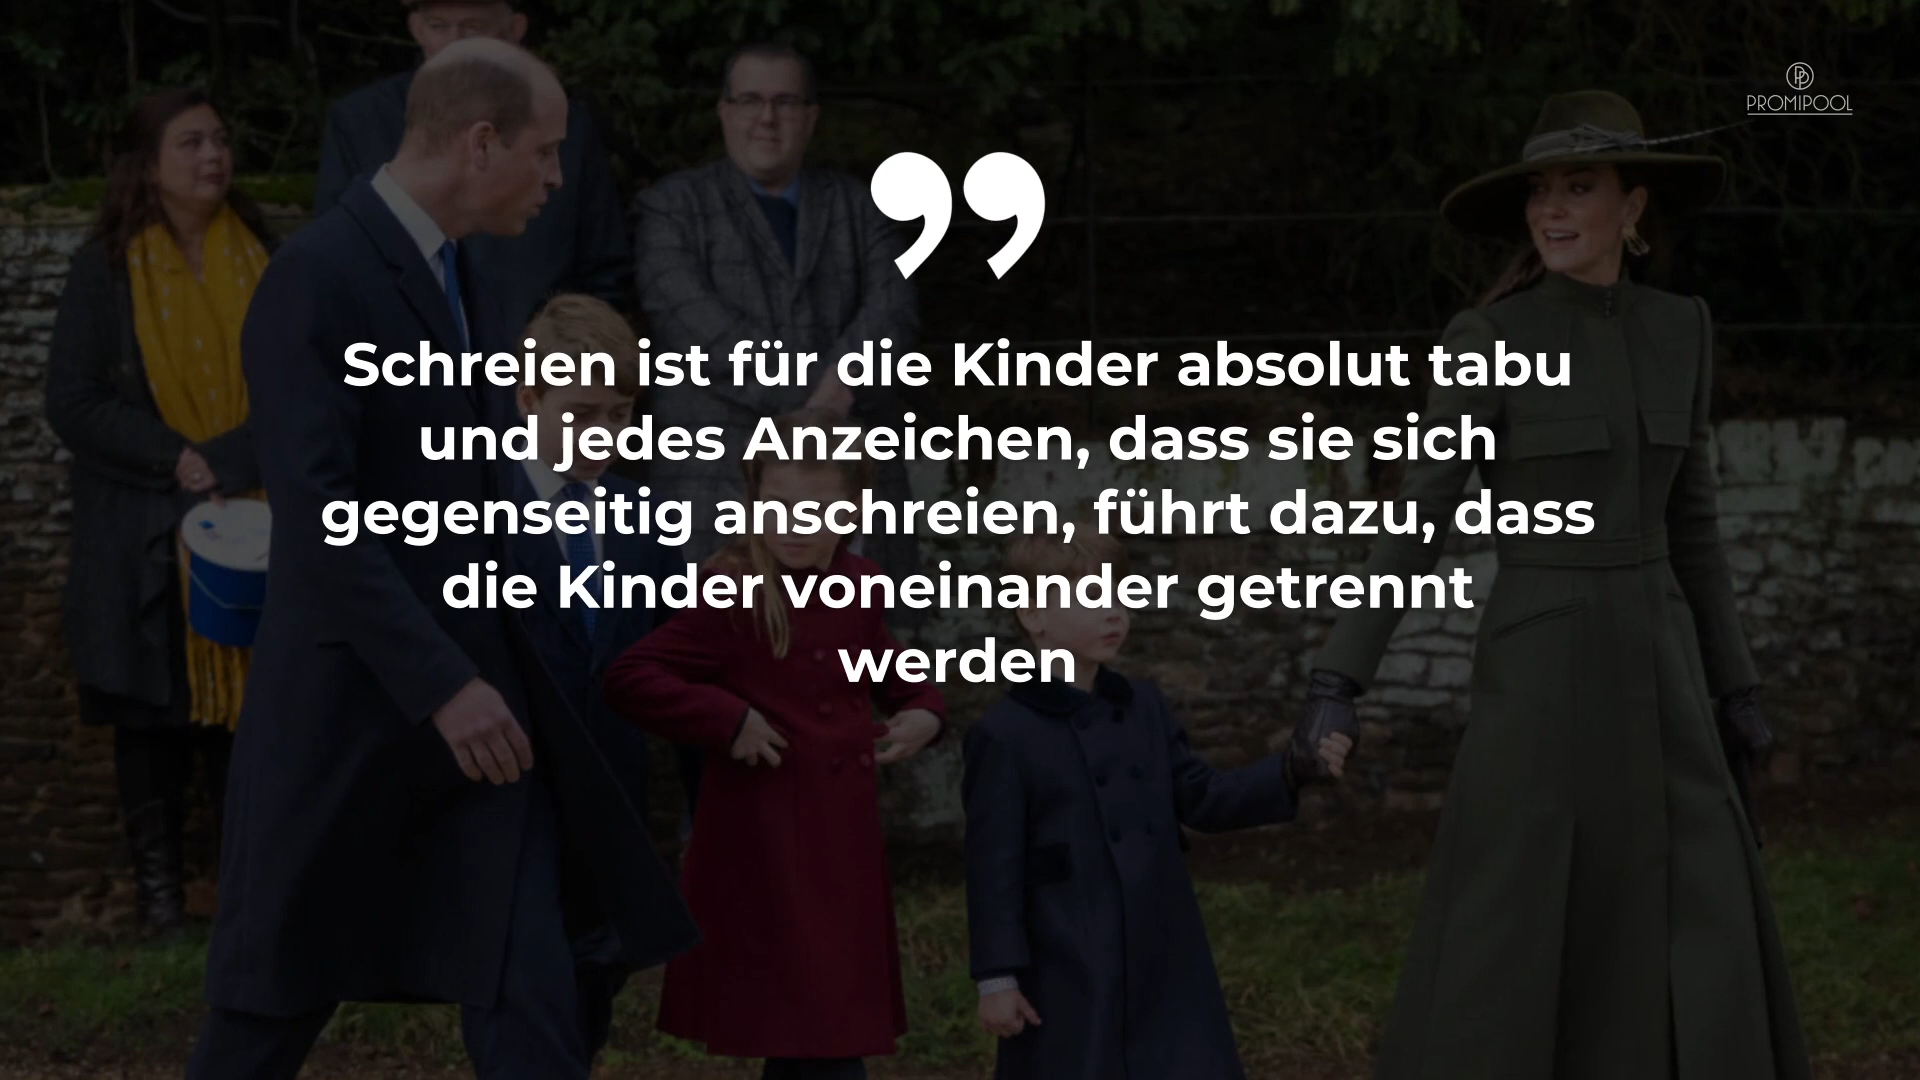 PROMIPOOL
”
Schreien ist für die Kinder absolut tabu
und jedes Anzeichen, dass sie sich
gegenseitig anschreien, führt dazu, dass
die Kinder voneinander getrennt
werden